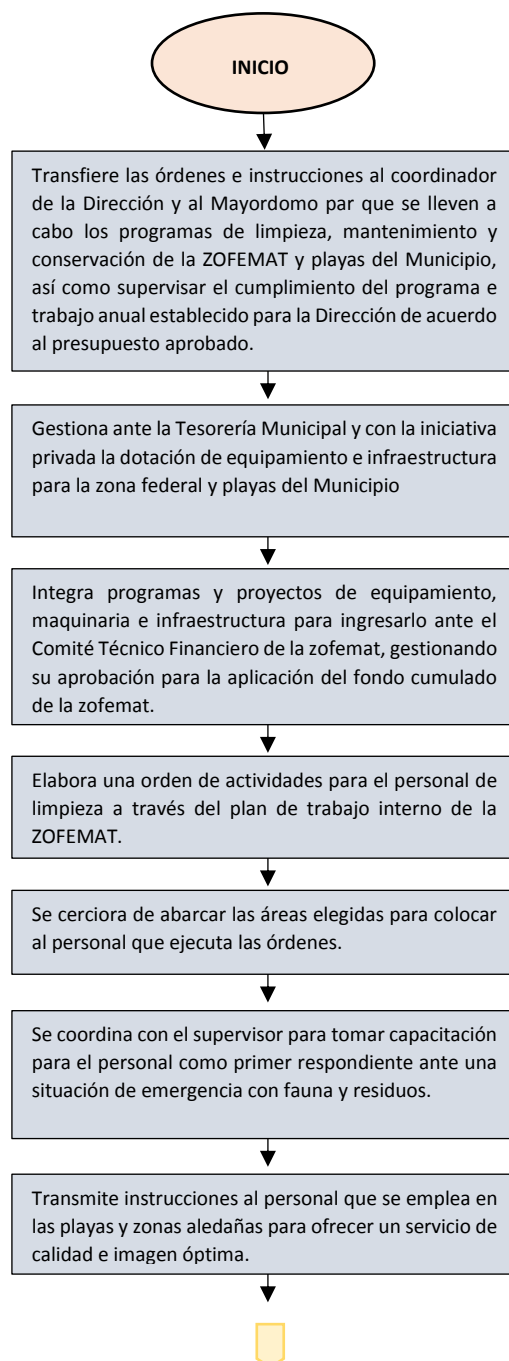 INICIO
Transfiere las órdenes e instrucciones al coordinador
de la Dirección y al Mayordomo par que se lleven a
cabo los programas de limpieza, mantenimiento y
conservación de la ZOFEMAT y playas del Municipio,
así como supervisar el cumplimiento del programa e
trabajo anual establecido para la Dirección de acuerdo
al presupuesto aprobado.
Gestiona ante la Tesorería Municipal y con la iniciativa
privada la dotación de equipamiento e infraestructura
para la zona federal y playas del Municipio
Integra programas y proyectos de equipamiento,
maquinaria e infraestructura para ingresarlo ante el
Comité Técnico Financiero de la zofemat, gestionando
su aprobación para la aplicación del fondo cumulado
de la zofemat.
Elabora una orden de actividades para el personal de
limpieza a través del plan de trabajo interno de la
ZOFEMAT.
Se cerciora de abarcar las áreas elegidas para colocar
al personal que ejecuta las órdenes.
Se coordina con el supervisor para tomar capacitación
para el personal como primer respondiente ante una
situación de emergencia con fauna y residuos.
Transmite instrucciones al personal que se emplea en
las playas y zonas aledañas para ofrecer un servicio de
calidad e imagen óptima.